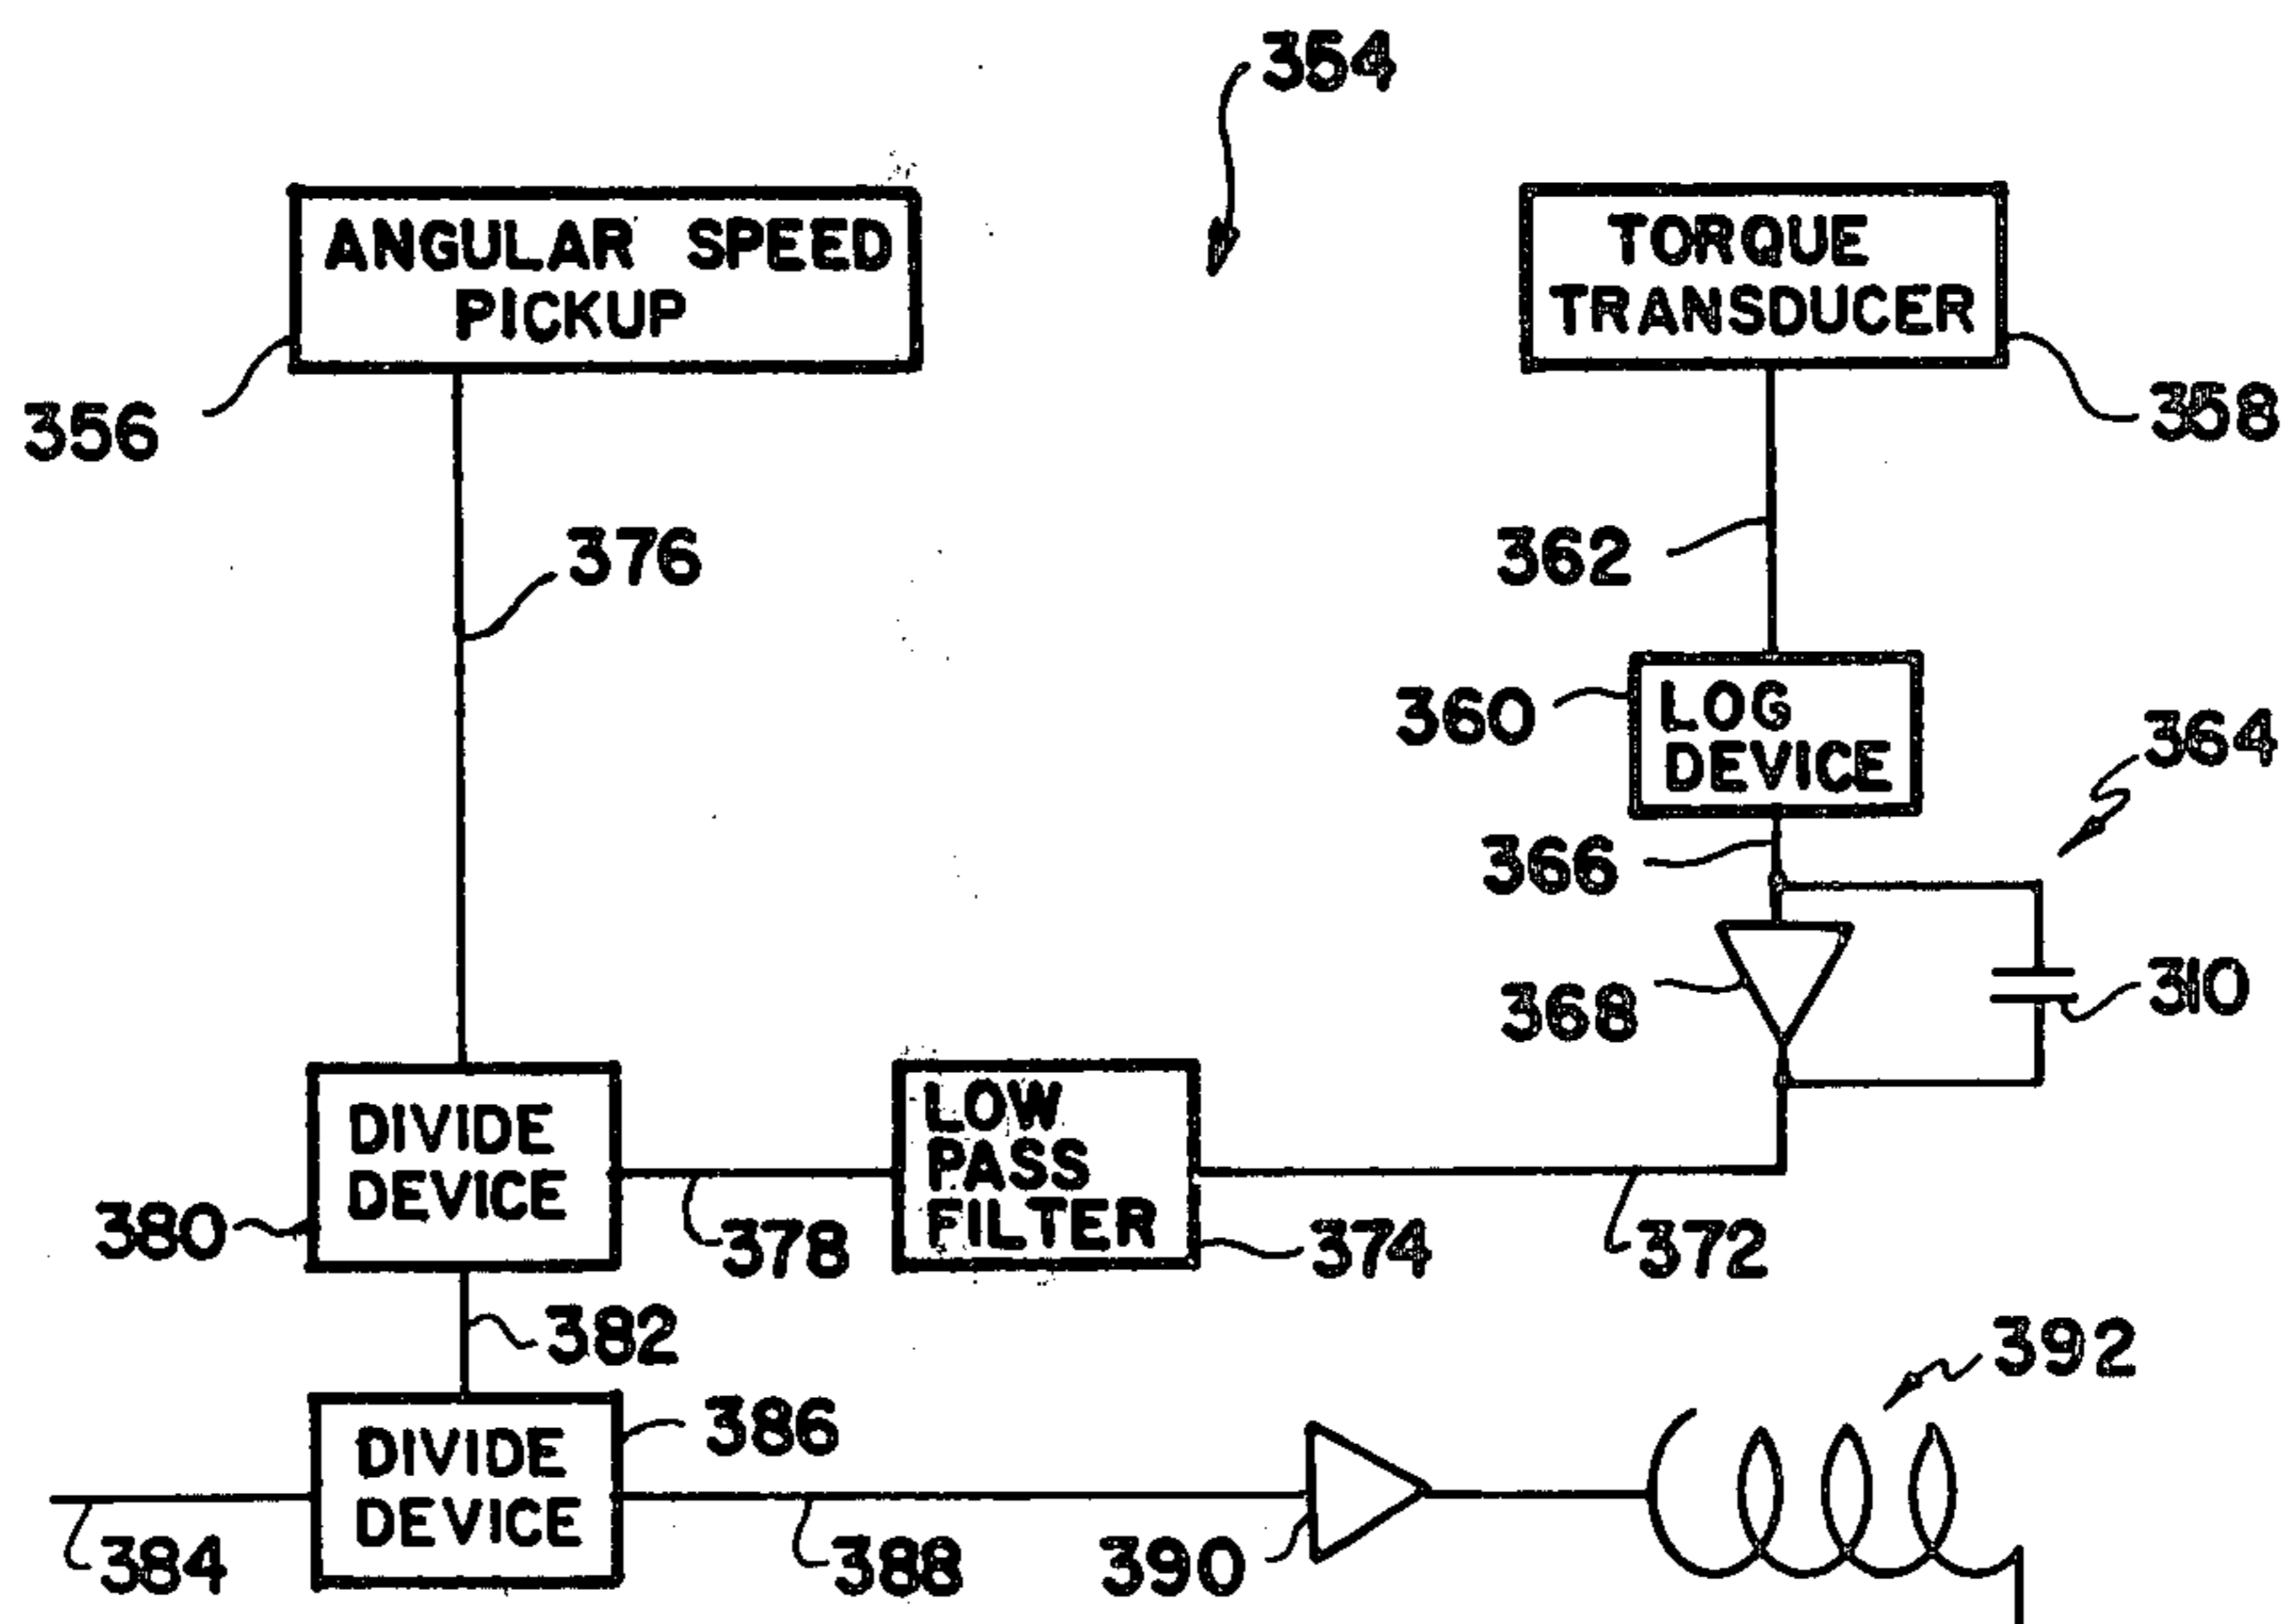 354
ANGULAR SPEED
PICKUP
TORQUE
TRANSDUCER
356
358
376
362
360
LOG
DEVICE
364
366
368
310
DIVIDE
DEVICE
LOW
PASS
FILTER
380
378
374
372
382
392
DIVIDE
DEVICE
386
384
388
390